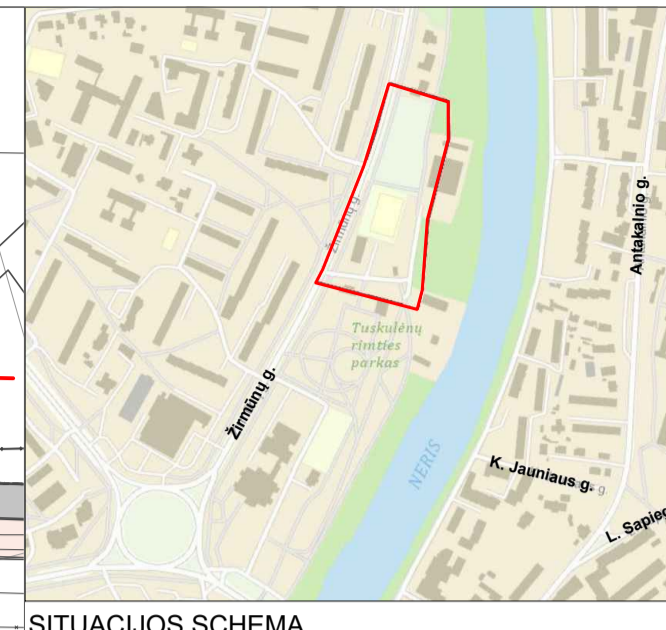 Žirmūnų g.
Antakalnio g.
Tuskulėnų
rimties
parkas
Žirmūnų g.
NERIS
K. Jauniaus g.
L. Sapieg
SITUACIJOS SCHEMA